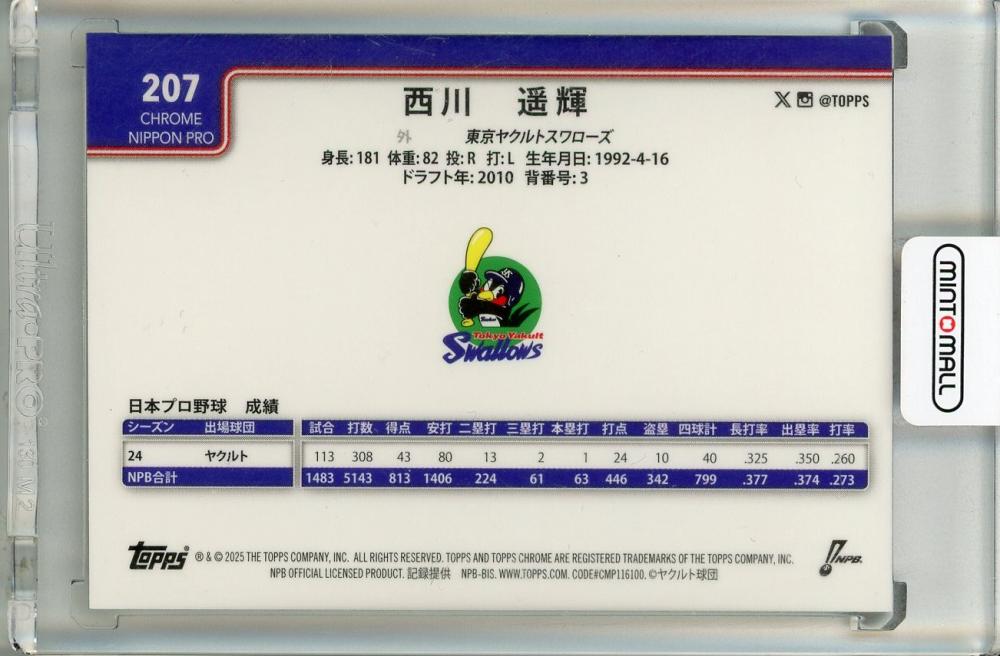 207
CHROME
NIPPON PRO
西川 遥輝
@TOPPS
外 東京ヤクルトスワローズ
身長: 181 体重: 82 投: R 打: L 生年月日: 1992-4-16
ドラフト年: 2010 背番号: 3
Tokyo Yakult
Swallows
日本プロ野球 成績
シーズン 出場球団 試合 打数 得点 安打 二塁打 三塁打 本塁打 打点 盗塁 四球計 長打率 出塁率 打率
24 ヤクルト 113 308 43 80 13 2 1 24 10 40 .325 .350 .260
NPB合計 1483 5143 813 1406 224 61 63 446 342 799 .377 .374 .273
topps ® & © 2025 THE TOPPS COMPANY, INC. ALL RIGHTS RESERVED. TOPPS AND TOPPS CHROME ARE REGISTERED TRADEMARKS OF THE TOPPS COMPANY, INC.
NPB OFFICIAL LICENSED PRODUCT. 記録提供 NPB-BIS. WWW.TOPPS.COM. CODE#CMP116100. ©ヤクルト球団
NPB.
MINT MALL
Ultra·PRO